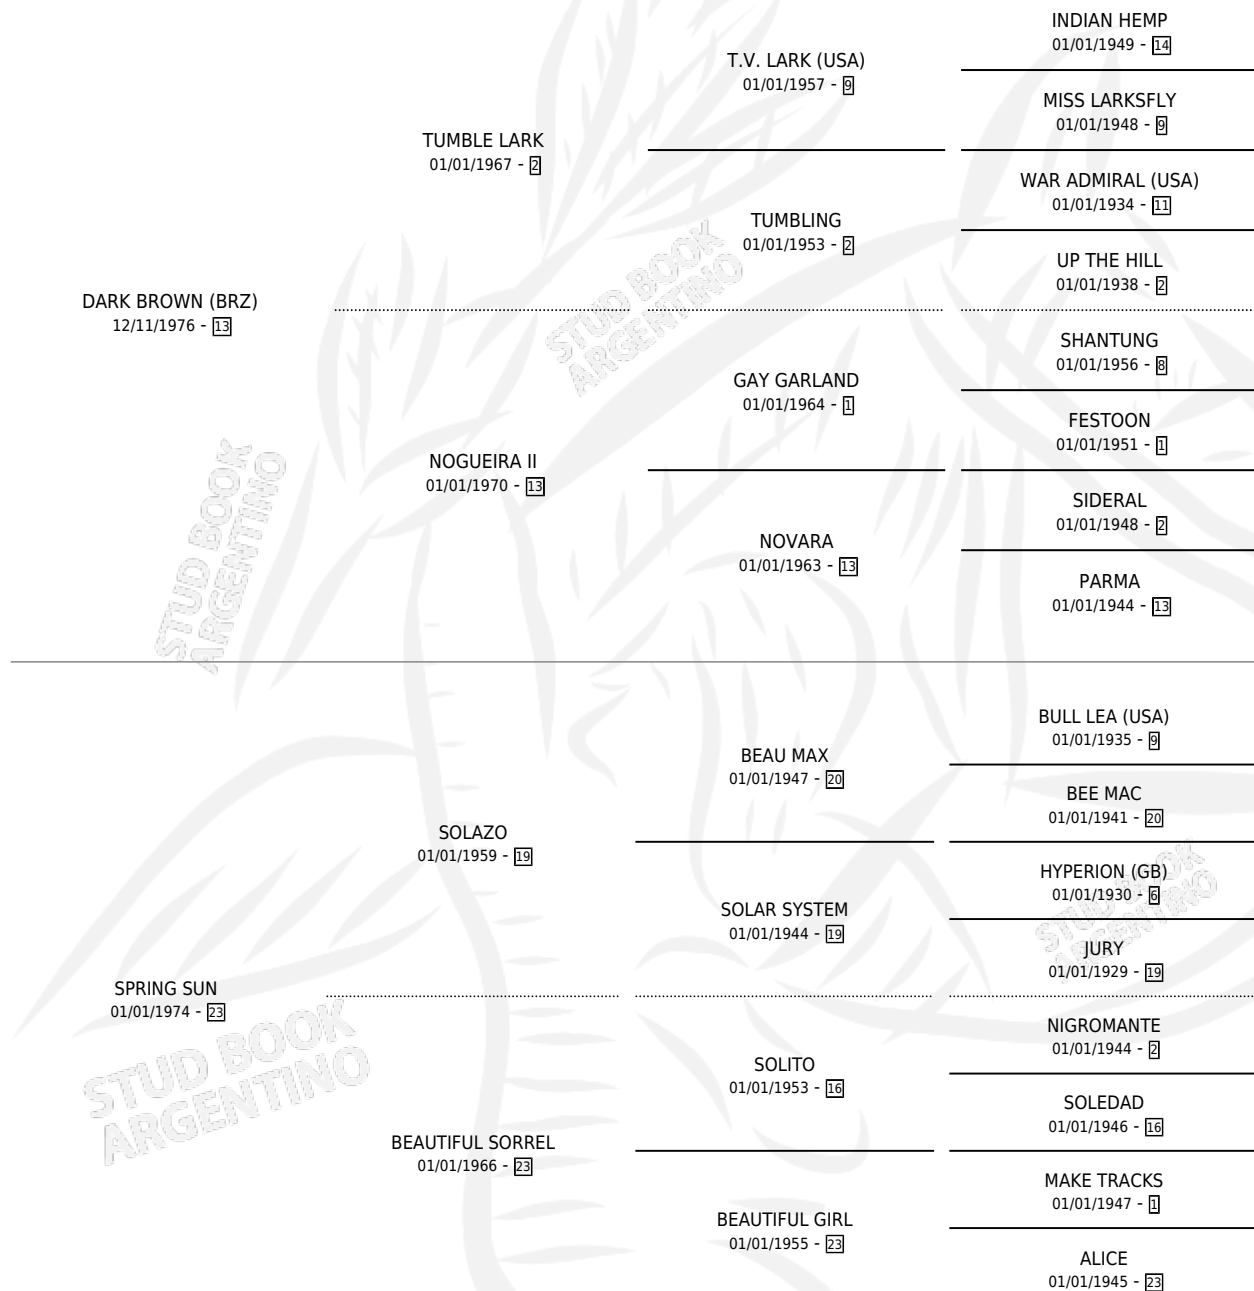 INDIAN HEMP
01/01/1949 - 14
T.V. LARK (USA)
01/01/1957 - 9
MISS LARKSFLY
01/01/1948 - 9
TUMBLE LARK
01/01/1967 - 2
WAR ADMIRAL (USA)
01/01/1934 - 11
TUMBLING
01/01/1953 - 2
UP THE HILL
01/01/1938 - 2
DARK BROWN (BRZ)
12/11/1976 - 13
STUD BOOK
ARGENTINO
SHANTUNG
01/01/1956 - 8
GAY GARLAND
01/01/1964 - 1
FESTOON
01/01/1951 - 1
NOGUEIRA II
01/01/1970 - 13
SIDERAL
01/01/1948 - 2
NOVARA
01/01/1963 - 13
PARMA
01/01/1944 - 13
STUD BOOK
ARGENTINO
BULL LEA (USA)
01/01/1935 - 9
BEAU MAX
01/01/1947 - 20
BEE MAC
01/01/1941 - 20
SOLAZO
01/01/1959 - 19
HYPERION (GB)
01/01/1930 - 6
SOLAR SYSTEM
01/01/1944 - 19
JURY
01/01/1929 - 19
STUD BOOK
ARGENTINO
SPRING SUN
01/01/1974 - 23
NIGROMANTE
01/01/1944 - 2
SOLITO
01/01/1953 - 16
SOLEDAD
01/01/1946 - 16
STUD BOOK
ARGENTINO
BEAUTIFUL SORREL
01/01/1966 - 23
MAKE TRACKS
01/01/1947 - 1
BEAUTIFUL GIRL
01/01/1955 - 23
ALICE
01/01/1945 - 23